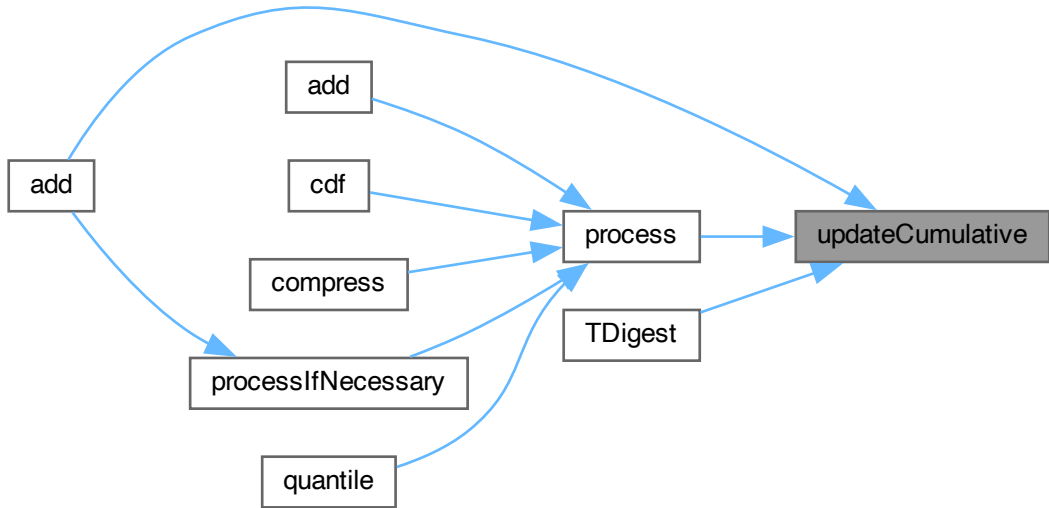 add
add
cdf
process
updateCumulative
compress
TDigest
processIfNecessary
quantile